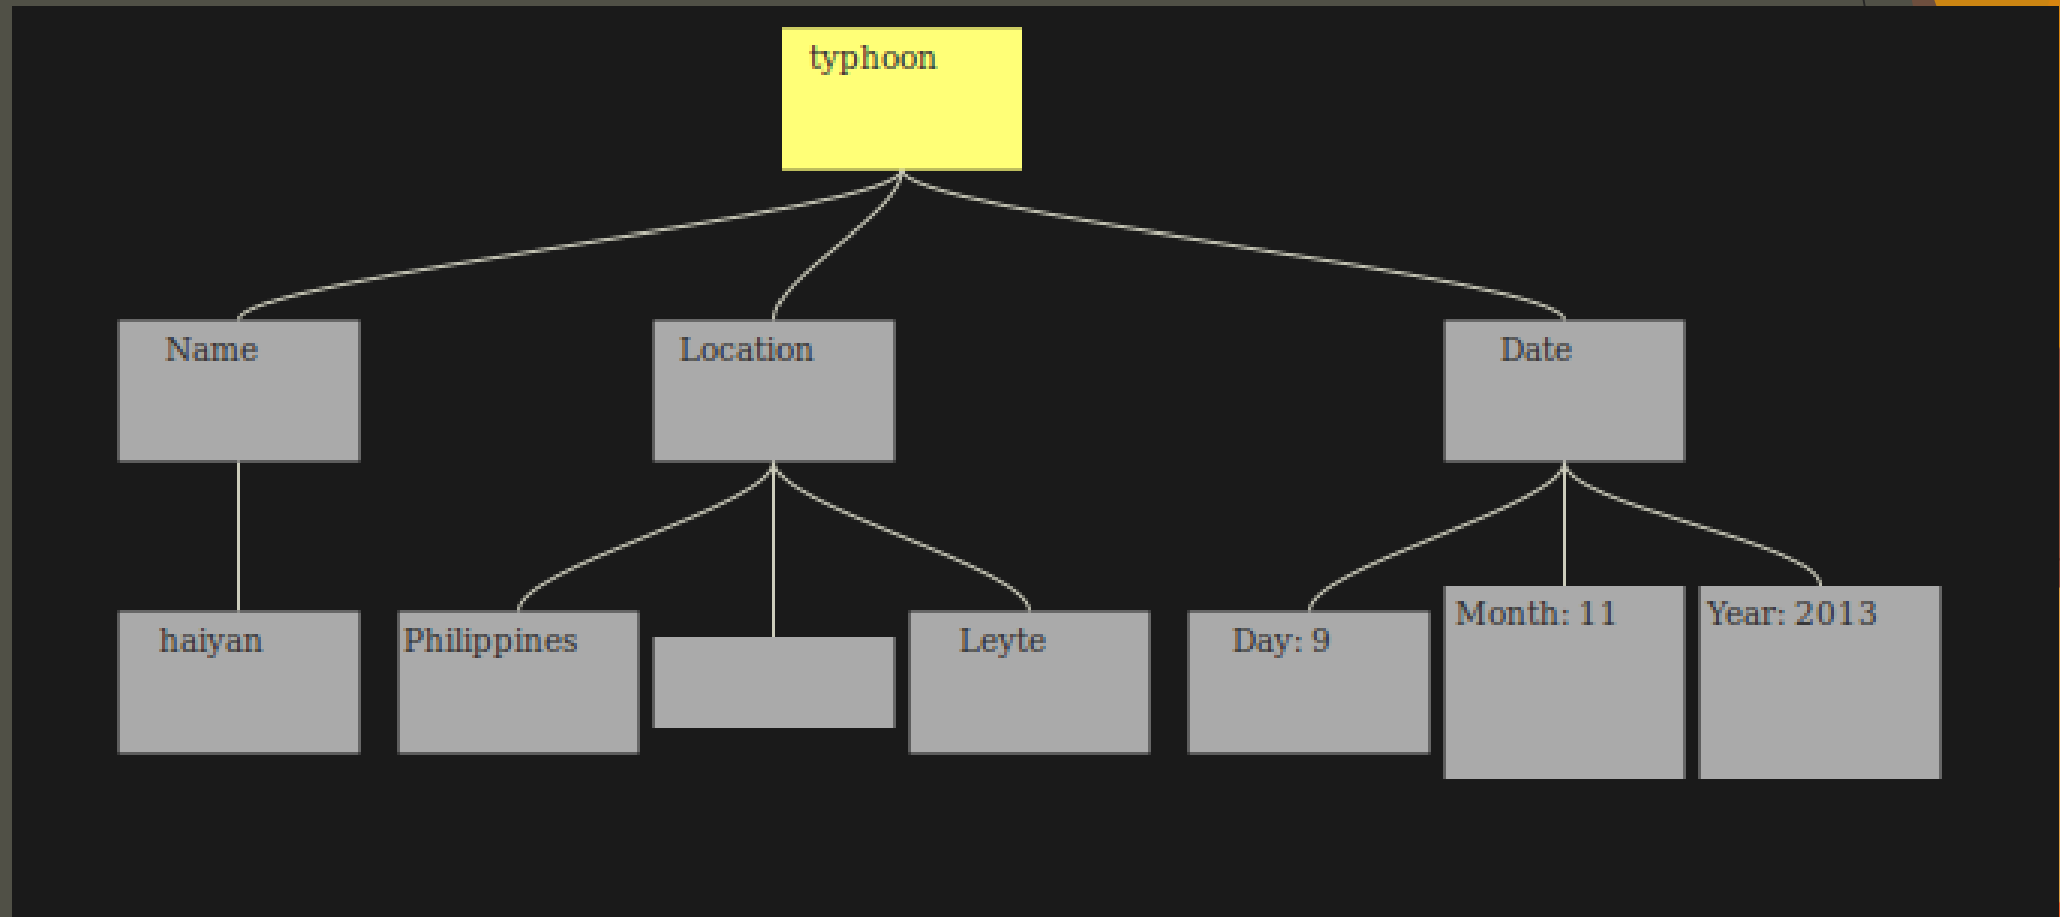 typhoon
Name
Location
Date
haiyan
Philippines
Leyte
Day: 9
Month: 11
Year: 2013